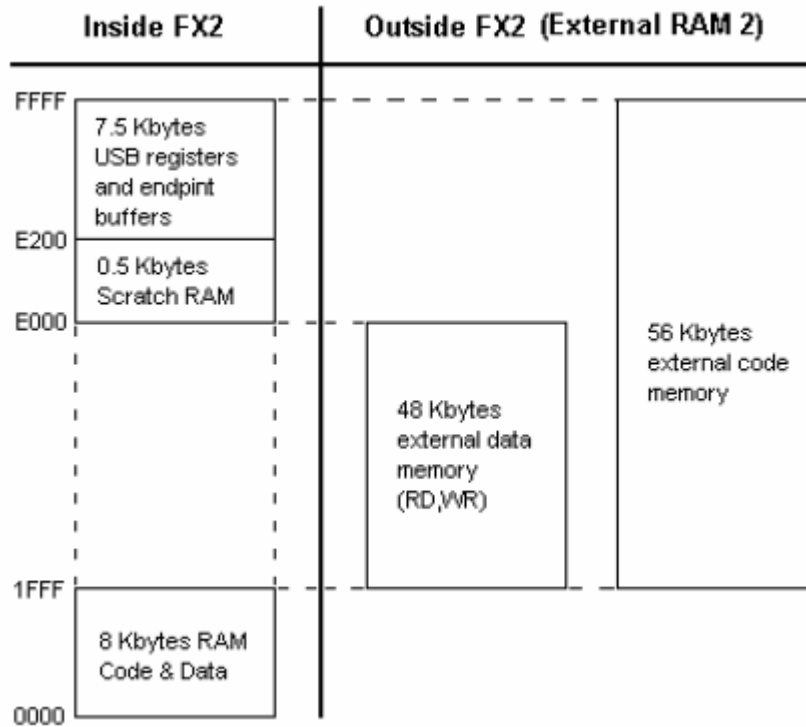 Inside FX2
Outside FX2 (External RAM 2)
FFFF
7.5 Kbytes
USB registers
and endpint
buffers
E200
0.5 Kbytes
Scratch RAM
E000
48 Kbytes
external data
memory
(RD,WR)
56 Kbytes
external code
memory
1FFF
8 Kbytes RAM
Code & Data
0000